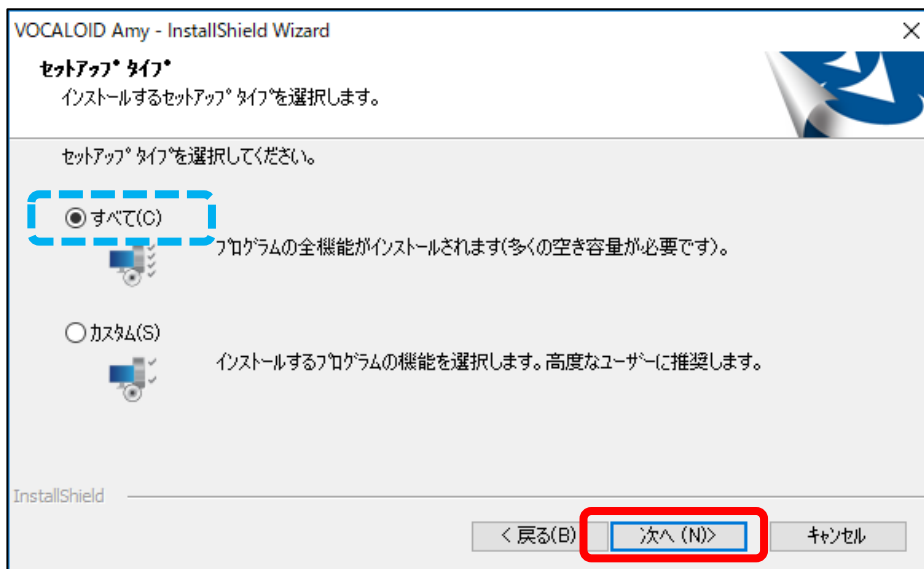 VOCALOID Amy - InstallShield Wizard
セットアップ タイプ
インストールするセットアップ タイプを選択します。
セットアップ タイプを選択してください。
すべて(C)
プログラムの全機能がインストールされます(多くの空き容量が必要です)。
カスタム(S)
インストールするプログラムの機能を選択します。高度なユーザーに推奨します。
InstallShield
< 戻る(B)
次へ (N)>
キャンセル